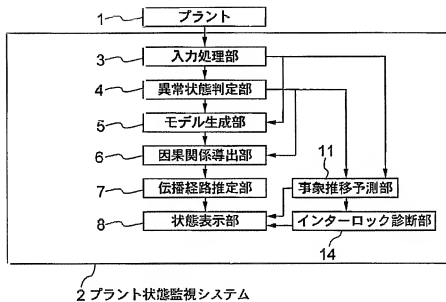 1 プラント
3 入力処理部
4 異常状態判定部
5 モデル生成部
6 因果関係導出部
11
7 伝播経路推定部 事象推移予測部
8 状態表示部 インターロック診断部
14
2 プラント状態監視システム